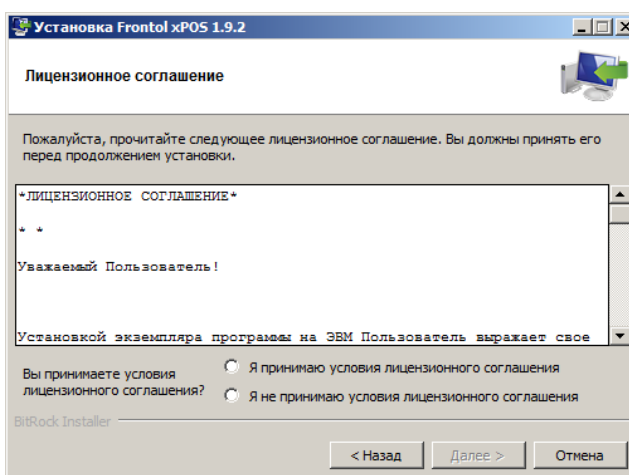 Установка Frontol xPOS 1.9.2
Лицензионное соглашение
Пожалуйста, прочитайте следующее лицензионное соглашение. Вы должны принять его
перед продолжением установки.
*ЛИЦЕНЗИОННОЕ СОГЛАШЕНИЕ*
* *
Уважаемый Пользователь!
Установкой экземпляра программы на ЭВМ Пользователь выражает свое
Вы принимаете условия
лицензионного соглашения?
Я принимаю условия лицензионного соглашения
Я не принимаю условия лицензионного соглашения
BitRock Installer
< Назад
Далее >
Отмена